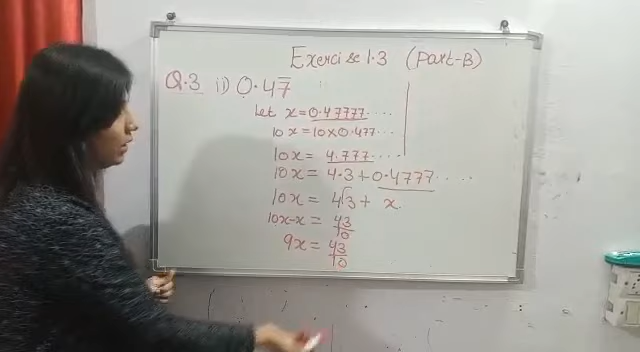 Exercise 1.3 (Part-B)
Q.3 ii) 0.47̅
Let x = 0.47777....
10x = 10×0.477...
10x = 4.777....
10x = 4.3 + 0.4777....
10x = 4.3 + x
10x-x = 43/10
9x = 43/10